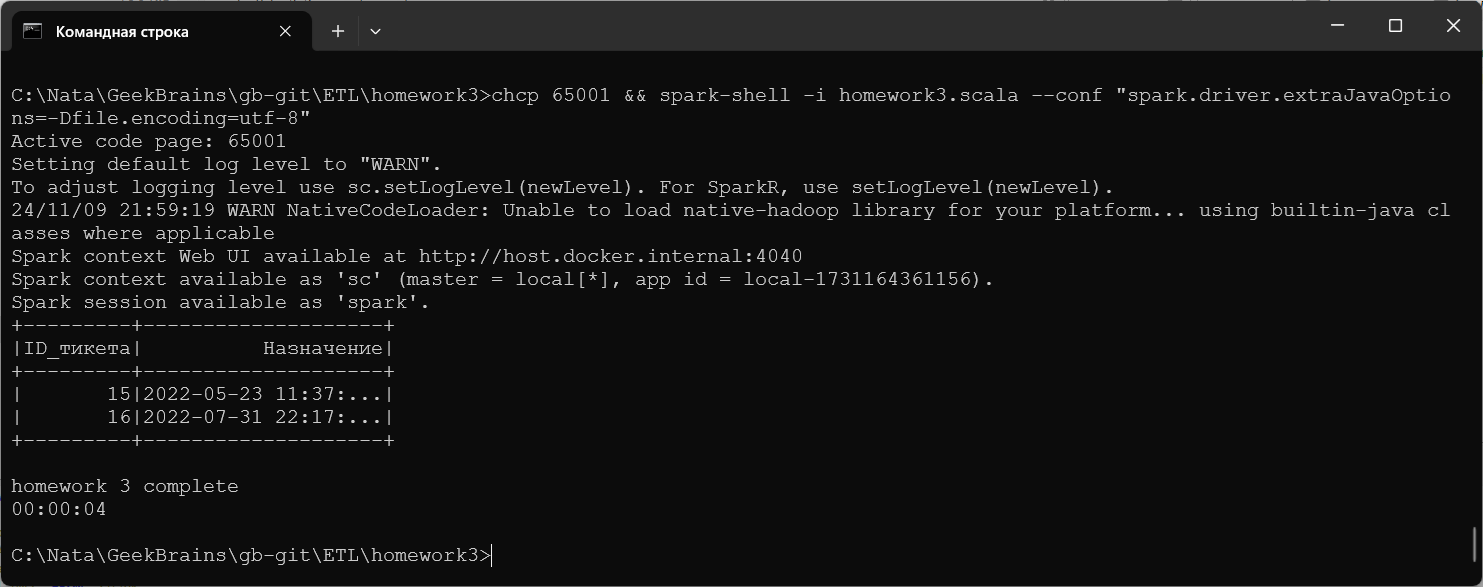 Командная строка
C:\Nata\GeekBrains\gb-git\ETL\homework3>chcp 65001 && spark-shell -i homework3.scala --conf "spark.driver.extraJavaOptio
ns=-Dfile.encoding=utf-8"
Active code page: 65001
Setting default log level to "WARN".
To adjust logging level use sc.setLogLevel(newLevel). For SparkR, use setLogLevel(newLevel).
24/11/09 21:59:19 WARN NativeCodeLoader: Unable to load native-hadoop library for your platform... using builtin-java cl
asses where applicable
Spark context Web UI available at http://host.docker.internal:4040
Spark context available as 'sc' (master = local[*], app id = local-1731164361156).
Spark session available as 'spark'.
+---------+--------------------+
|ID_тикета|          Назначение|
+---------+--------------------+
|       15|2022-05-23 11:37:...|
|       16|2022-07-31 22:17:...|
+---------+--------------------+
homework 3 complete
00:00:04
C:\Nata\GeekBrains\gb-git\ETL\homework3>